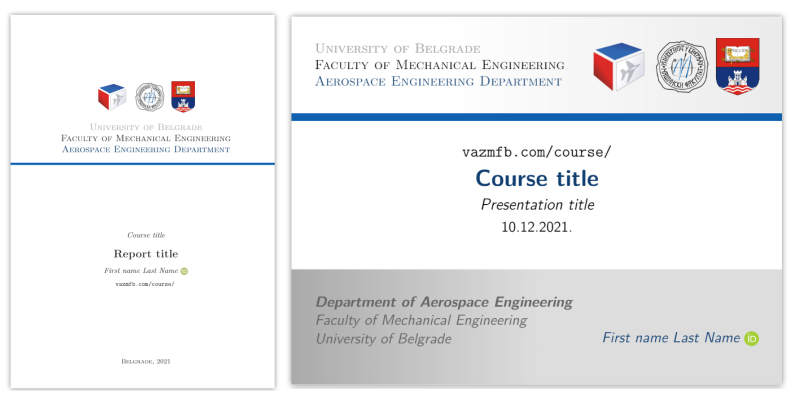 University of Belgrade
Faculty of Mechanical Engineering
Aerospace Engineering Department
Course title
Report title
First name Last Name iD
vazmfb.com/course/
Belgrade, 2021
University of Belgrade
Faculty of Mechanical Engineering
Aerospace Engineering Department
vazmfb.com/course/
Course title
Presentation title
10.12.2021.
Department of Aerospace Engineering
Faculty of Mechanical Engineering
University of Belgrade
First name Last Name iD